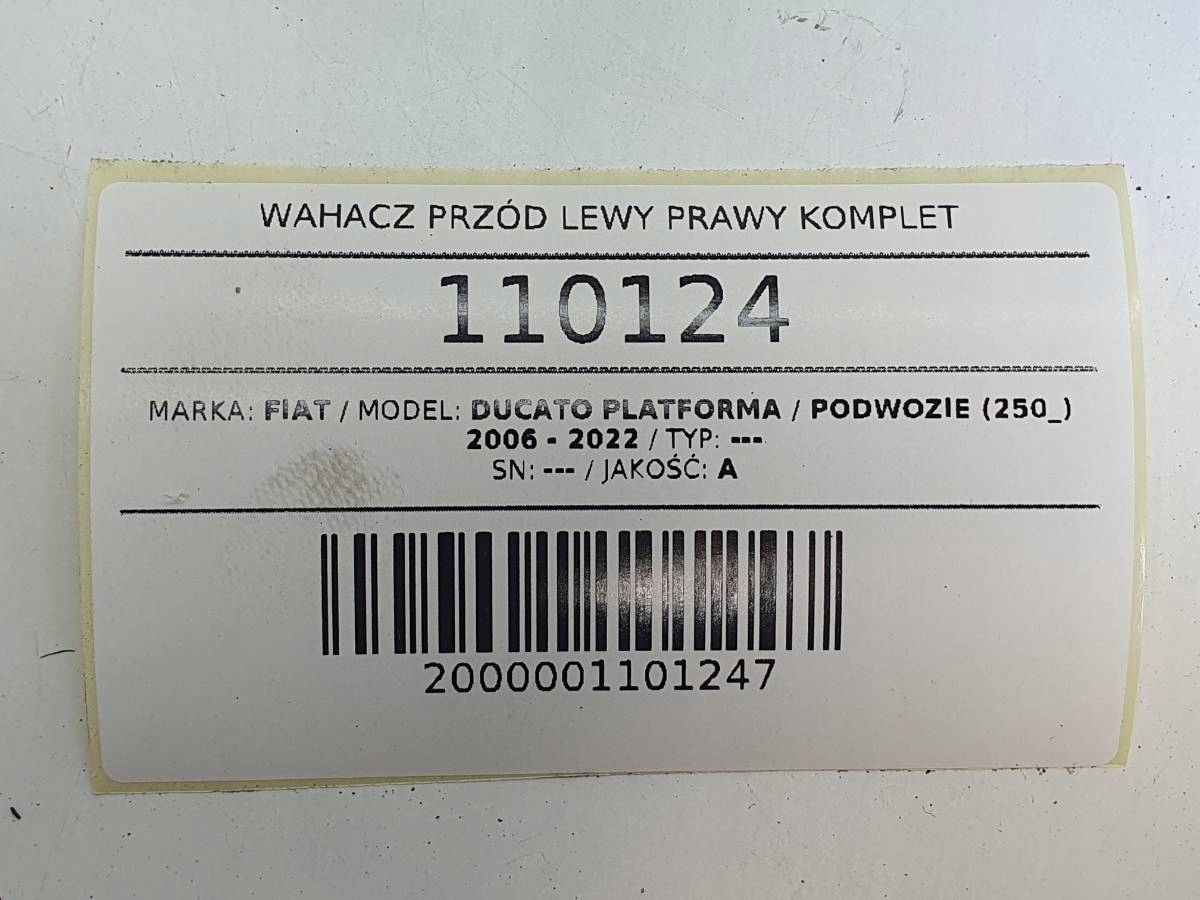 WAHACZ PRZÓD LEWY PRAWY KOMPLET
110124
MARKA: FIAT / MODEL: DUCATO PLATFORMA / PODWOZIE (250_)
2006 - 2022 / TYP: ---
SN: --- / JAKOŚĆ: A
2000001101247